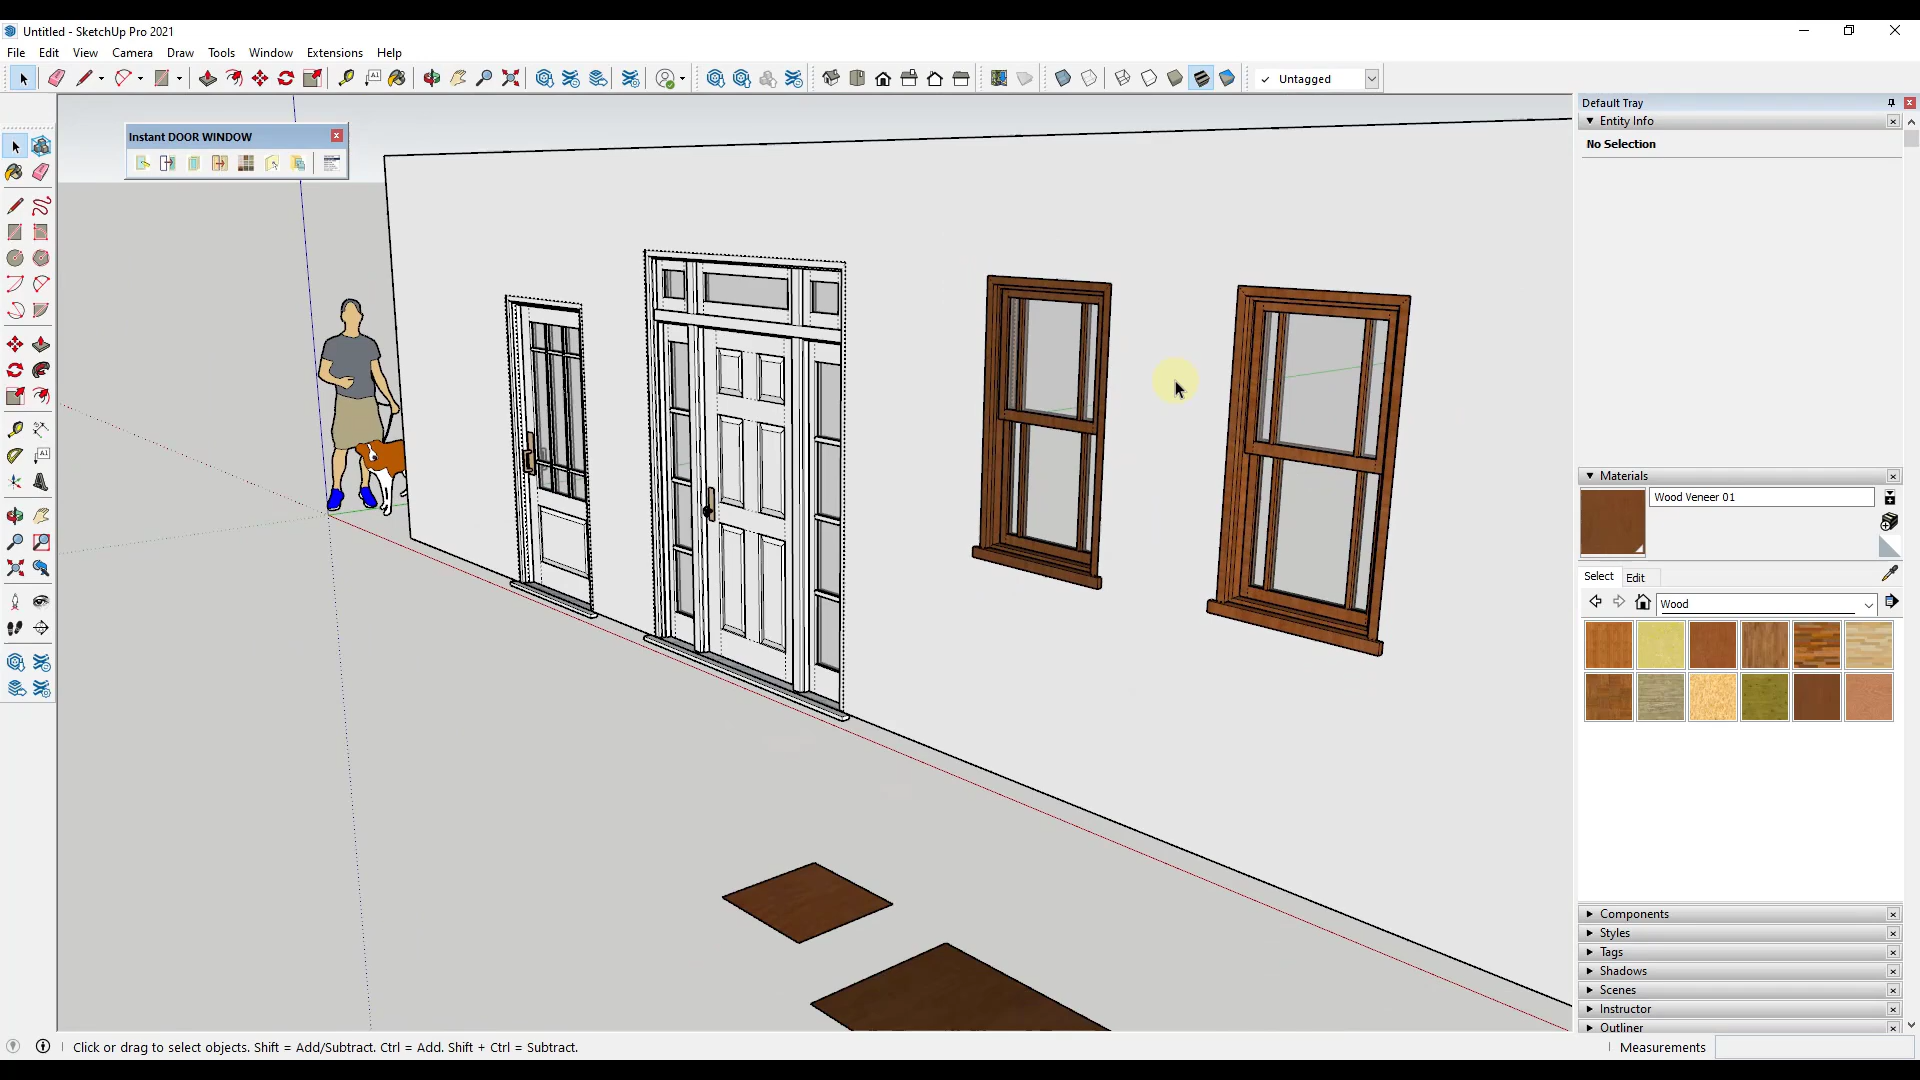 Untitled - SketchUp Pro 2021
File Edit View Camera Draw Tools Window Extensions Help
Untagged
Instant DOOR WINDOW
Default Tray
Entity Info
No Selection
Materials
Wood Veneer 01
Select Edit
Wood
Components
Styles
Tags
Shadows
Scenes
Instructor
Outliner
Click or drag to select objects. Shift = Add/Subtract. Ctrl = Add. Shift + Ctrl = Subtract.
Measurements